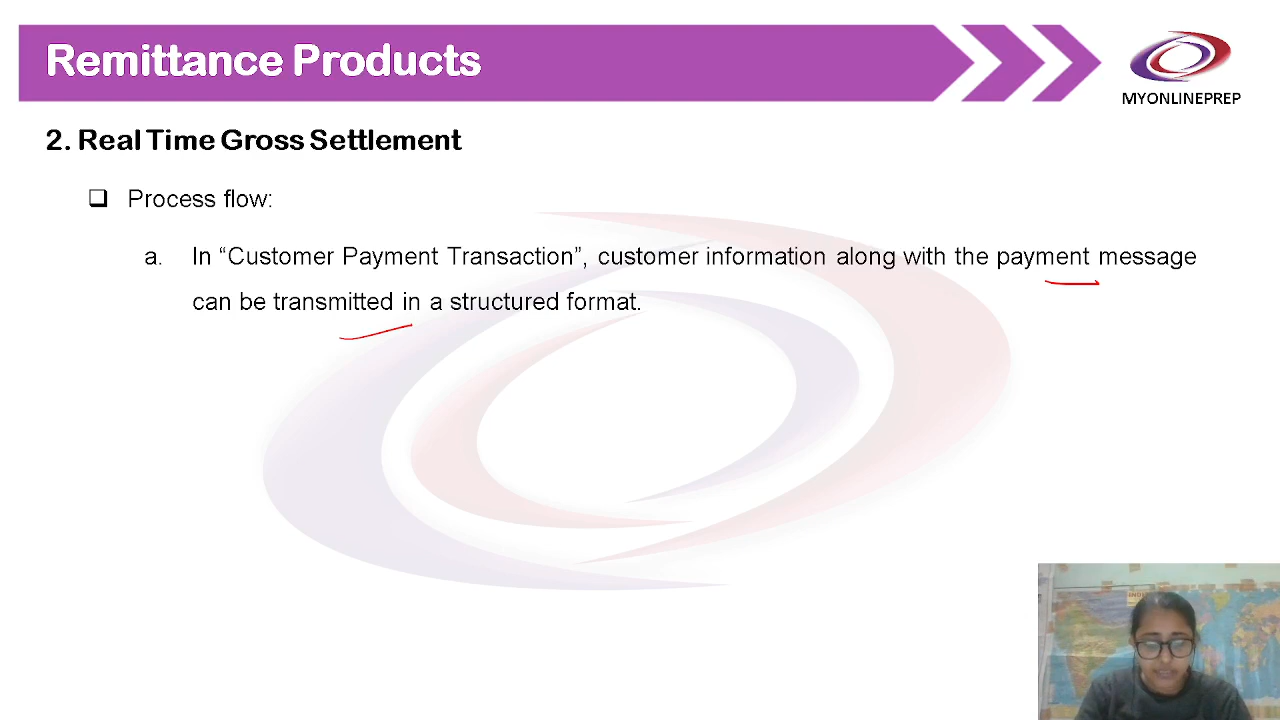 Remittance Products
MYONLINEPREP
2. Real Time Gross Settlement
❑ Process flow:
a. In “Customer Payment Transaction”, customer information along with the payment message
can be transmitted in a structured format.